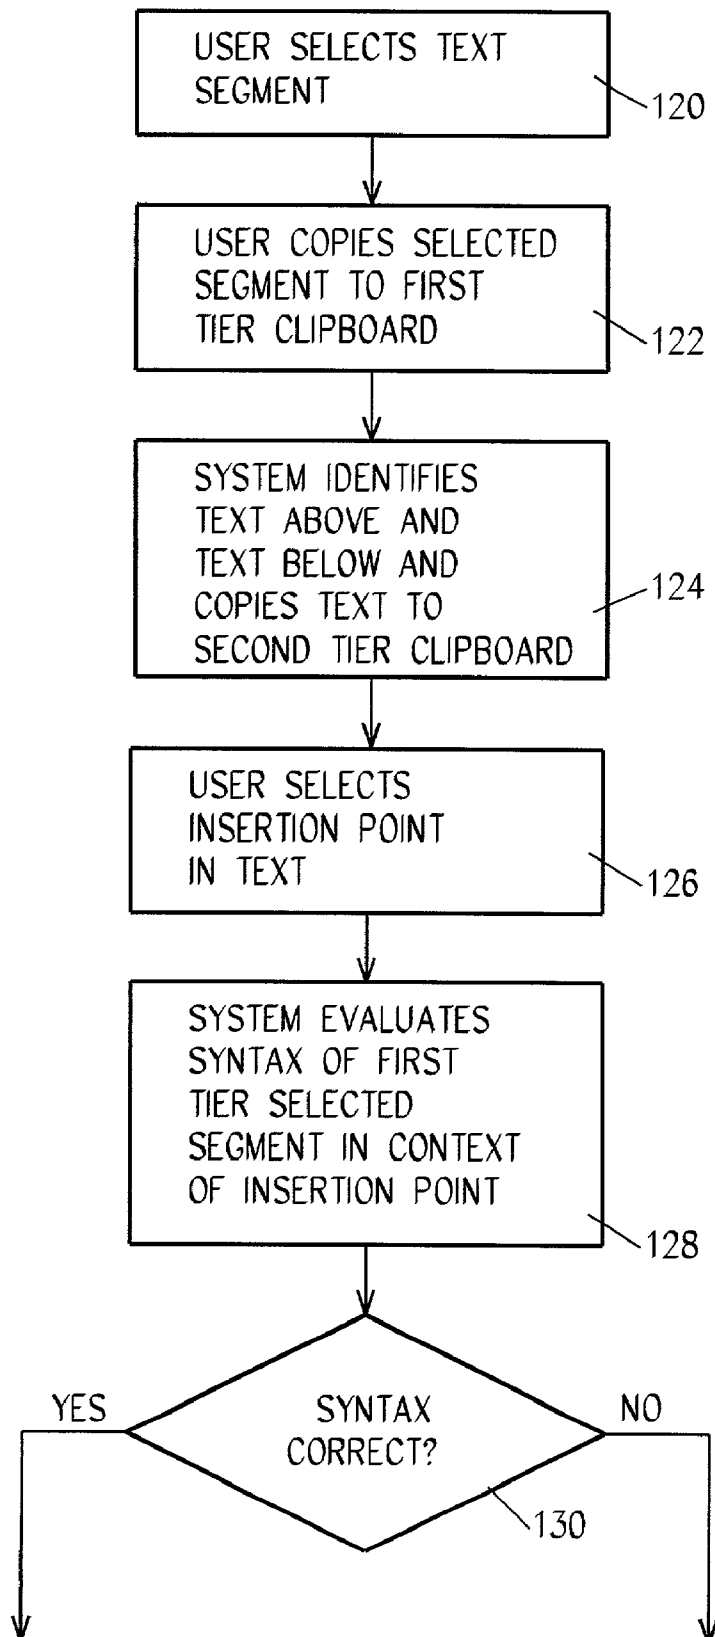 USER SELECTS TEXT
SEGMENT
120
USER COPIES SELECTED
SEGMENT TO FIRST
TIER CLIPBOARD
122
SYSTEM IDENTIFIES
TEXT ABOVE AND
TEXT BELOW AND
COPIES TEXT TO
SECOND TIER CLIPBOARD
124
USER SELECTS
INSERTION POINT
IN TEXT
126
SYSTEM EVALUATES
SYNTAX OF FIRST
TIER SELECTED
SEGMENT IN CONTEXT
OF INSERTION POINT
128
YES
SYNTAX
CORRECT?
NO
130